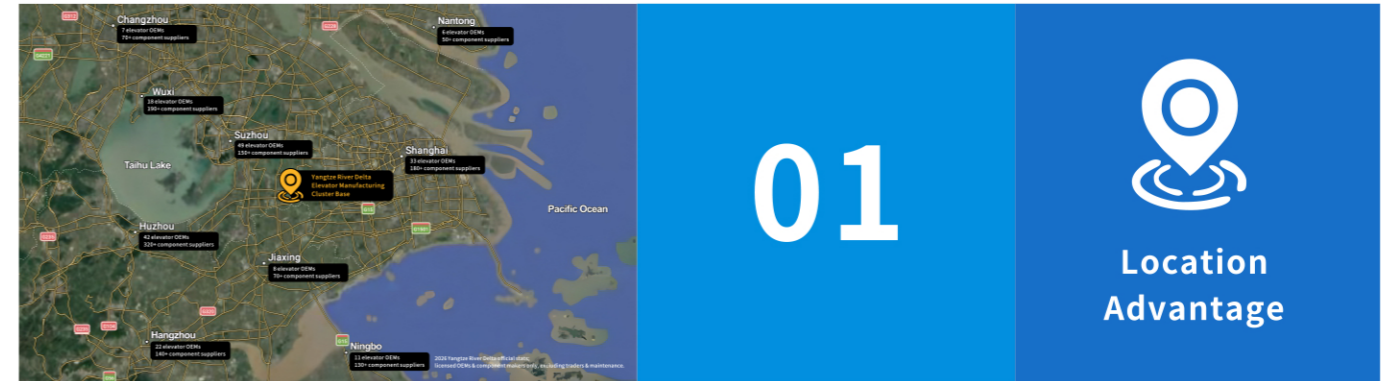 Changzhou
7 elevator OEMs
70+ component suppliers
Nantong
6 elevator OEMs
50+ component suppliers
Wuxi
18 elevator OEMs
190+ component suppliers
Suzhou
49 elevator OEMs
150+ component suppliers
Shanghai
33 elevator OEMs
180+ component suppliers
Taihu Lake
Yangtze River Delta
Elevator Manufacturing
Cluster Base
Pacific Ocean
Huzhou
42 elevator OEMs
320+ component suppliers
Jiaxing
8 elevator OEMs
70+ component suppliers
Hangzhou
22 elevator OEMs
140+ component suppliers
Ningbo
11 elevator OEMs
130+ component suppliers
2026 Yangtze River Delta official data,
licensed OEMs & component makers only, excluding traders & maintenance.
01
Location
Advantage